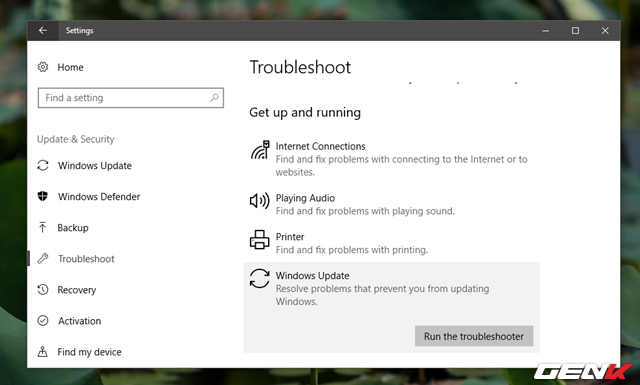 Settings
Home
Find a setting
Update & Security
Windows Update
Windows Defender
Backup
Troubleshoot
Recovery
Activation
Find my device
Troubleshoot
Get up and running
Internet Connections
Find and fix problems with connecting to the Internet or to
websites.
Playing Audio
Find and fix problems with playing sound.
Printer
Find and fix problems with printing.
Windows Update
Resolve problems that prevent you from updating
Windows.
Run the troubleshooter
GENK